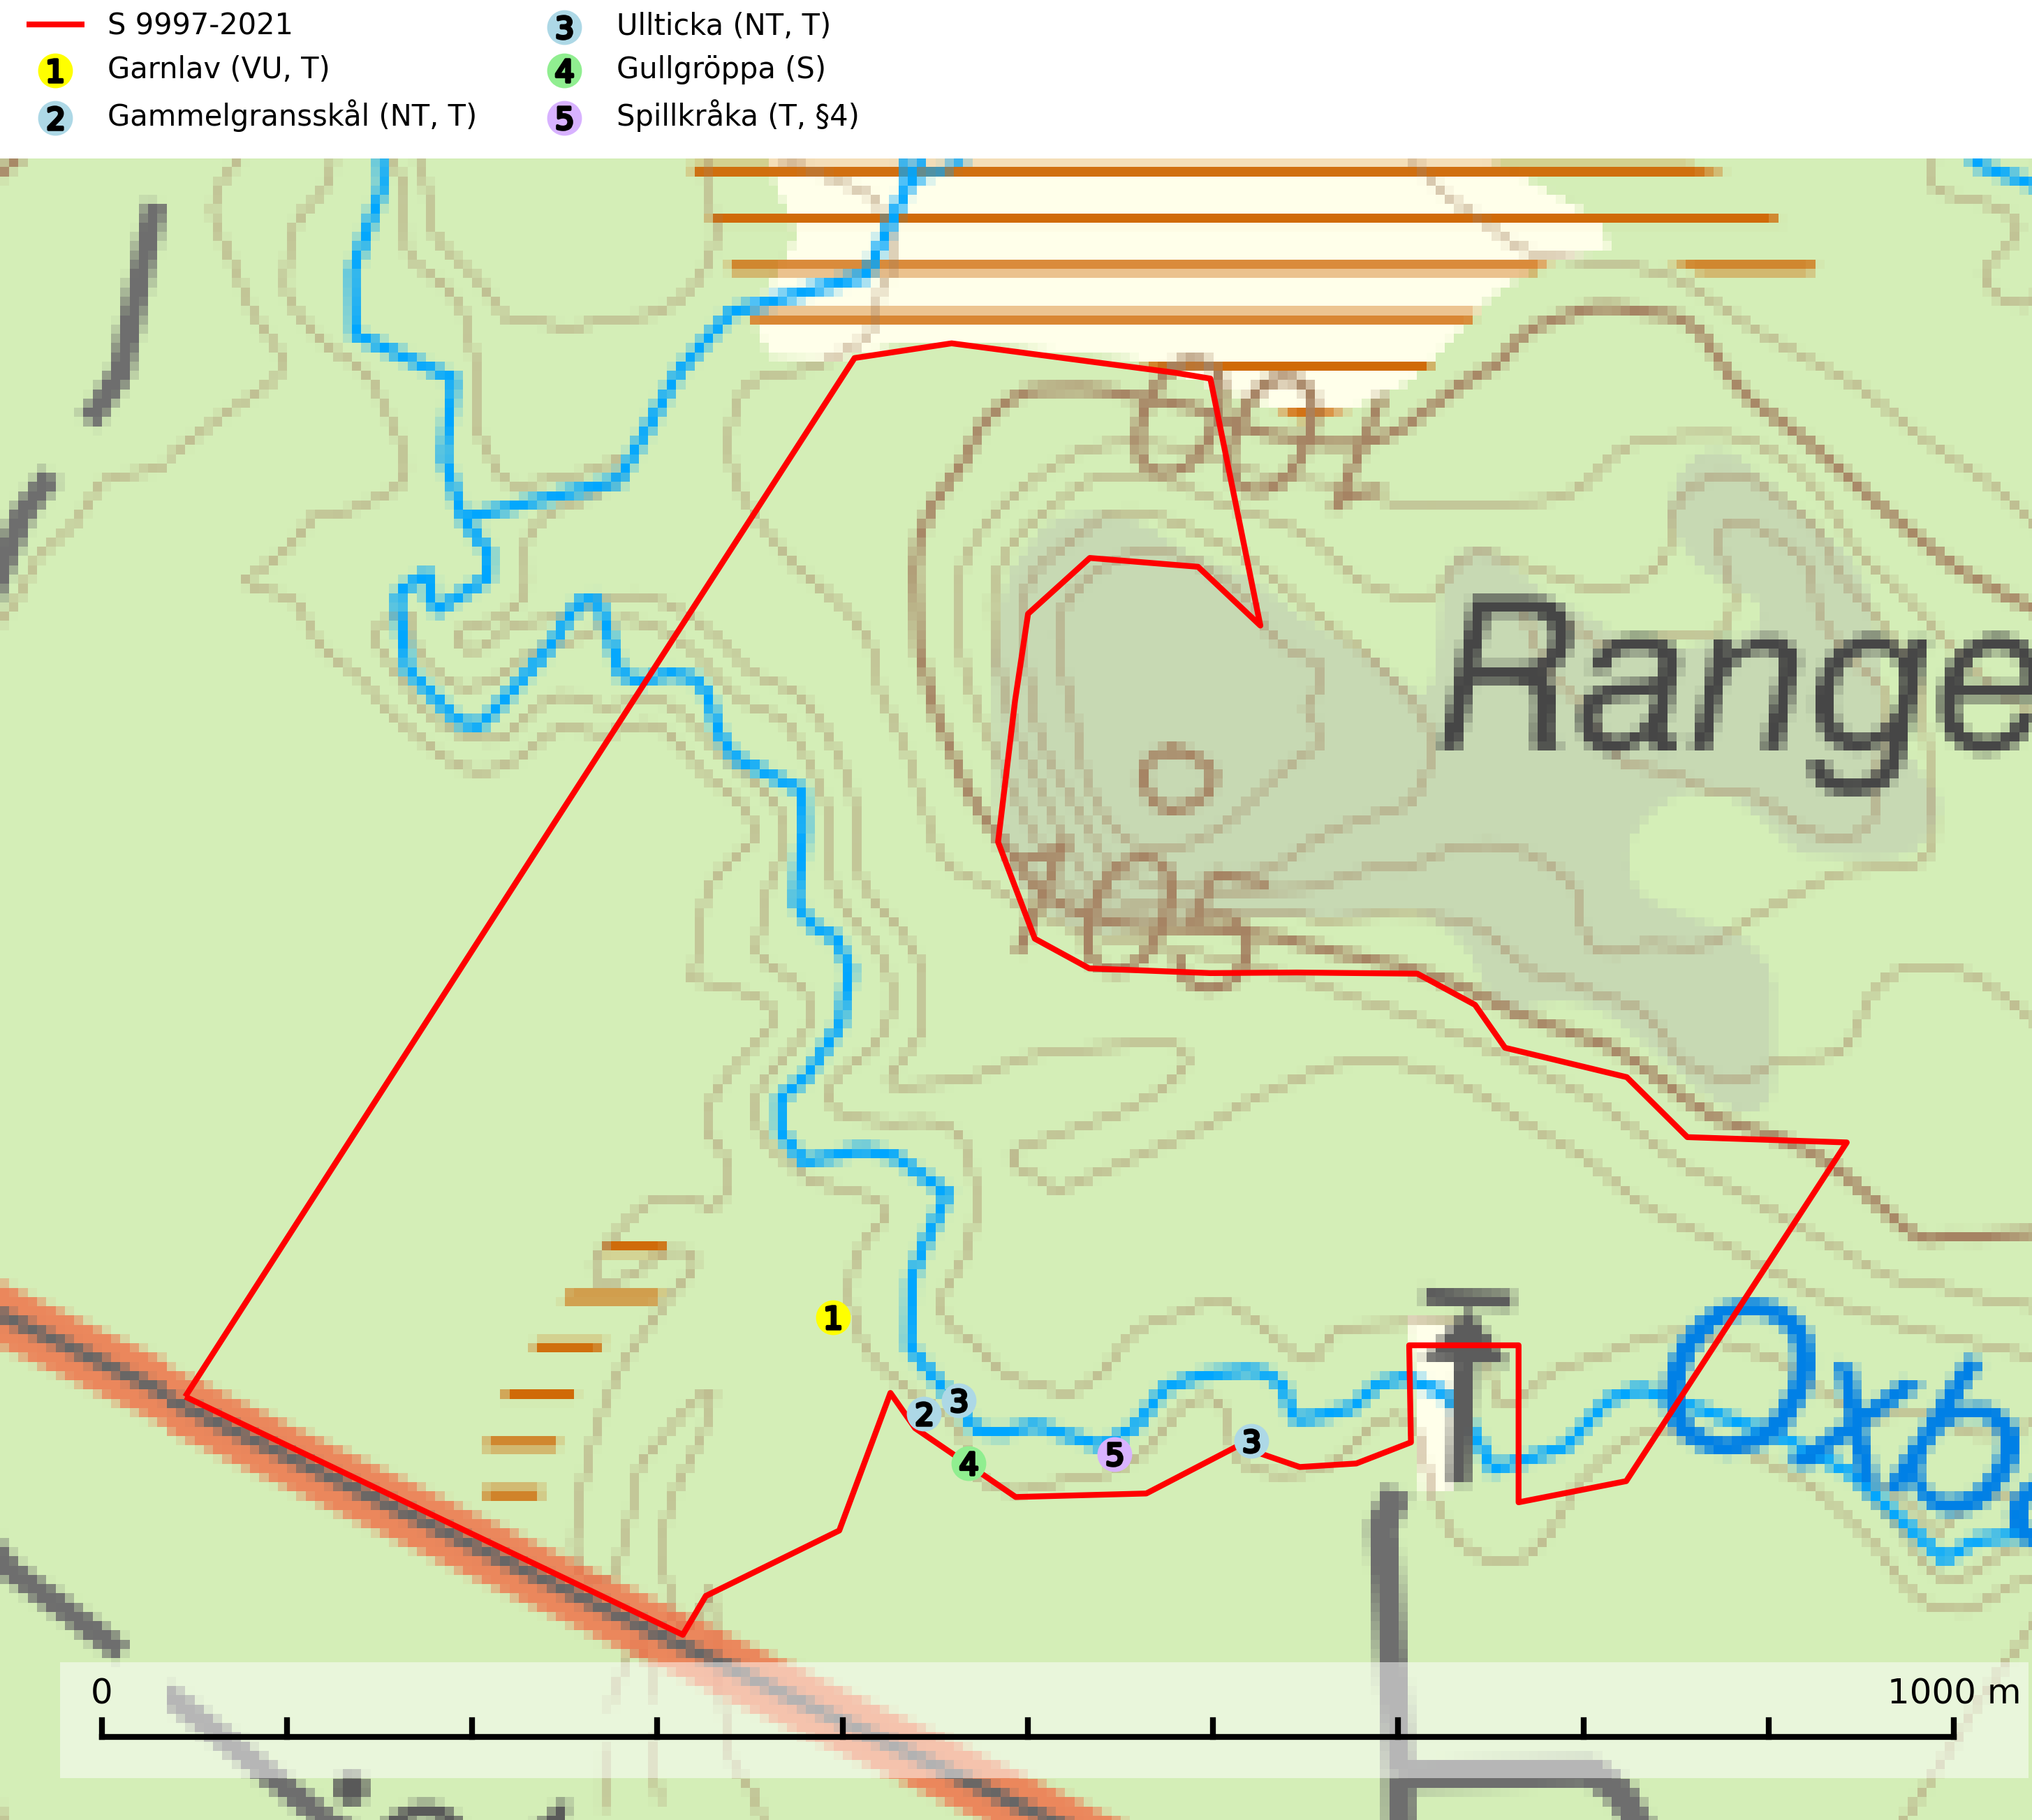 S 9997-2021
1 Garnlav (VU, T)
2 Gammelgransskål (NT, T)
3 Ullticka (NT, T)
4 Gullgröppa (S)
5 Spillkråka (T, §4)
Range
405
1
2
3
4
5
3
0
1000 m